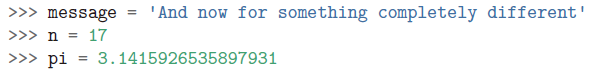 >>> message = 'And now for something completely different'
>>> n = 17
>>> pi = 3.1415926535897931